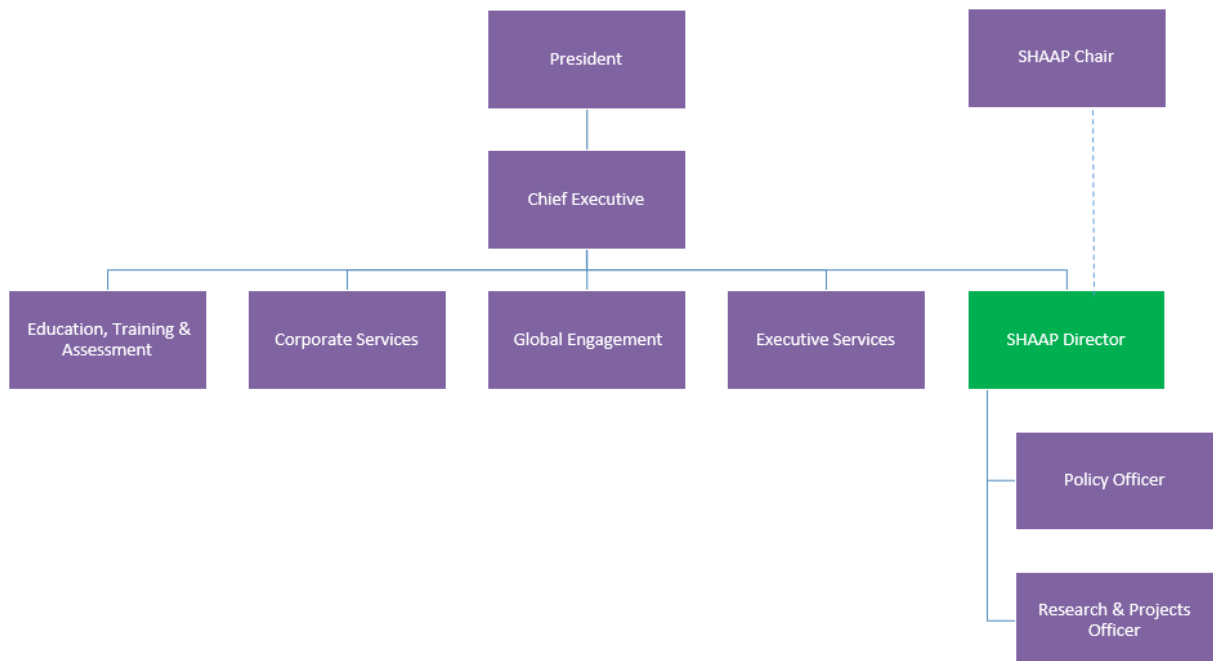 President
SHAAP Chair
Chief Executive
Education, Training &
Assessment
Corporate Services
Global Engagement
Executive Services
SHAAP Director
Policy Officer
Research & Projects
Officer